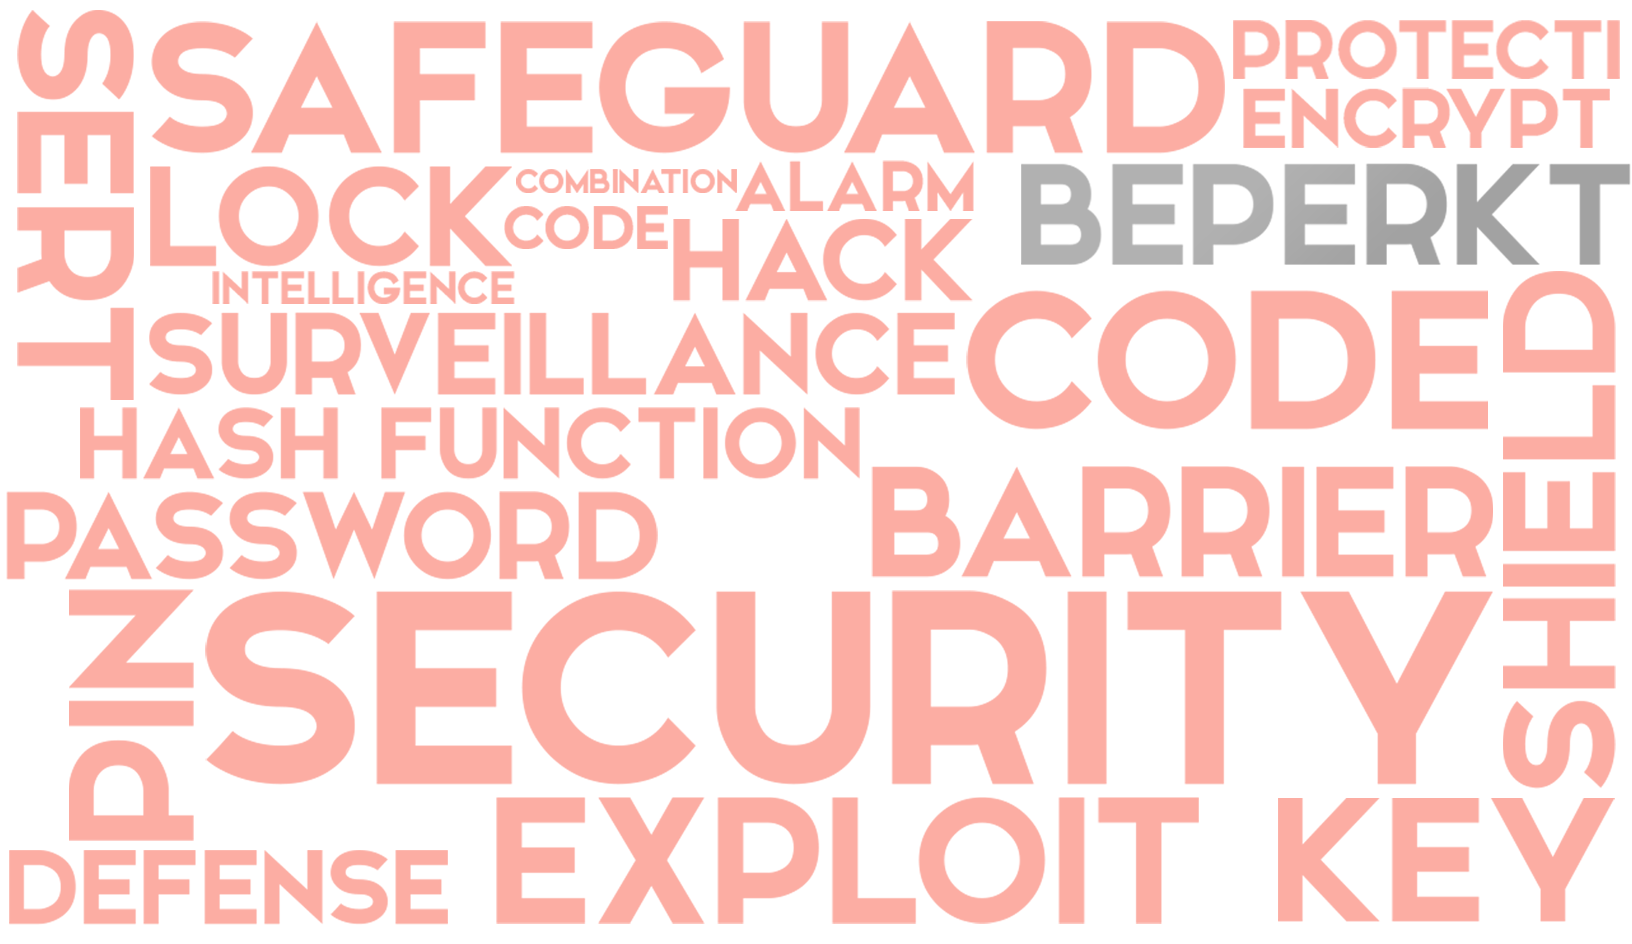 SERT
SAFEGUARD
PROTECTI
ENCRYPT
LOCK
COMBINATION
CODE
ALARM
BEPERKT
HACK
INTELLIGENCE
SURVEILLANCE
CODE
SHIELD
HASH FUNCTION
PASSWORD
BARRIER
PIN
SECURITY
DEFENSE
EXPLOIT
KEY